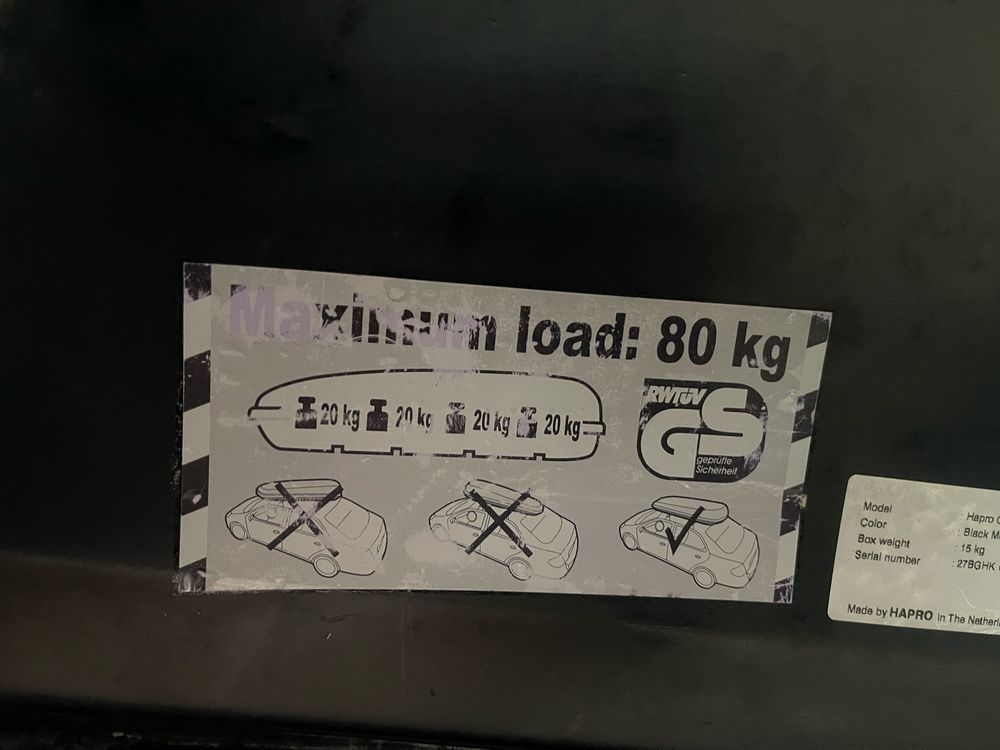 Maximum load: 80 kg
20 kg 20 kg 20 kg 20 kg
RWTÜV
GS
geprüfte
Sicherheit
Model : Hapro
Color : Black
Box weight : 15 kg
Serial number : 27BGHK
Made by HAPRO in The